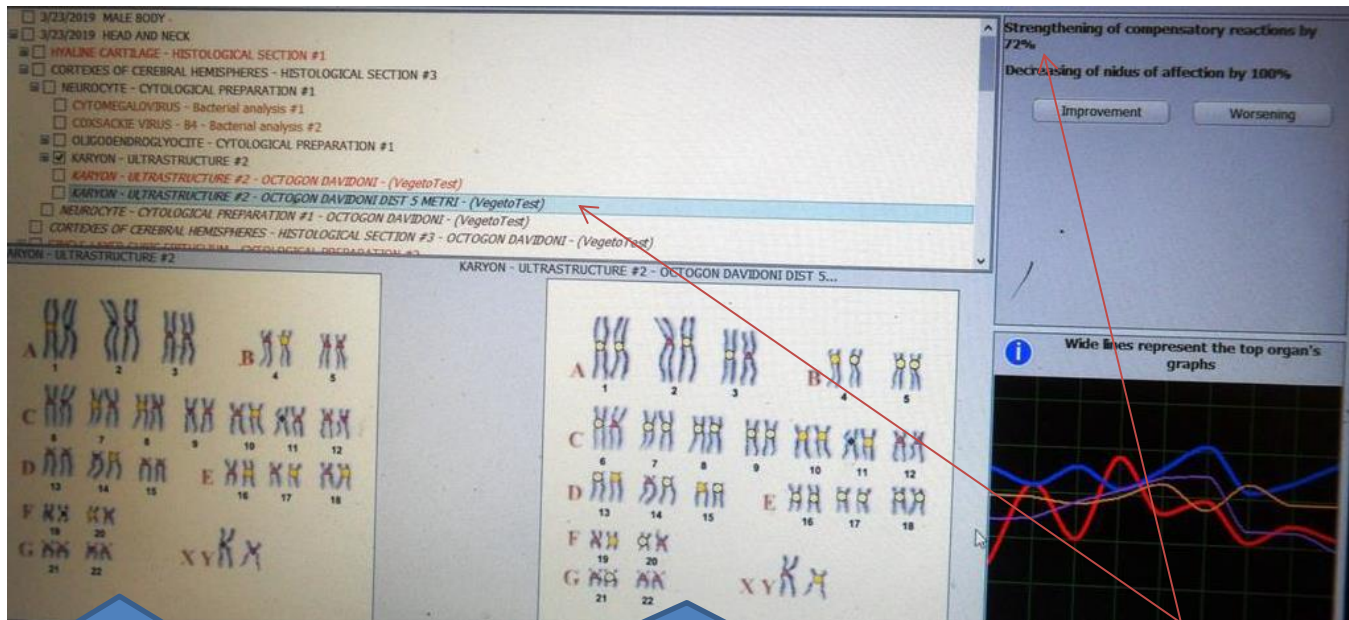 3/23/2019 MALE BODY -
3/23/2019 HEAD AND NECK
HYALINE CARTILAGE - HISTOLOGICAL SECTION #1
CORTEXES OF CEREBRAL HEMISPHERES - HISTOLOGICAL SECTION #3
NEUROCYTE - CYTOLOGICAL PREPARATION #1
CYTOMEGALOVIRUS - Bacterial analysis #1
COXSACKIE VIRUS - B4 - Bacterial analysis #2
OLIGODENDROGLYOCITE - CYTOLOGICAL PREPARATION #1
KARYON - ULTRASTRUCTURE #2
KARYON - ULTRASTRUCTURE #2 - OCTOGON DAVIDONI - (VegetoTest)
KARYON - ULTRASTRUCTURE #2 - OCTOGON DAVIDONI DIST 5 METRI - (VegetoTest)
NEUROCYTE - CYTOLOGICAL PREPARATION #1 - OCTOGON DAVIDONI - (VegetoTest)
CORTEXES OF CEREBRAL HEMISPHERES - HISTOLOGICAL SECTION #3 - OCTOGON DAVIDONI - (VegetoTest)
Strengthening of compensatory reactions by
72%
Decreasing of nidus of affection by 100%
Improvement Worsening
KARYON - ULTRASTRUCTURE #2
A B
1 2 3 4 5
C
6 7 8 9 10 11 12
D E
13 14 15 16 17 18
F
19 20
G X Y
21 22
KARYON - ULTRASTRUCTURE #2 - OCTOGON DAVIDONI DIST 5...
A B
1 2 3 4 5
C
6 7 8 9 10 11 12
D E
13 14 15 16 17 18
F
19 20
G X Y
21 22
Wide lines represent the top organ's
graphs